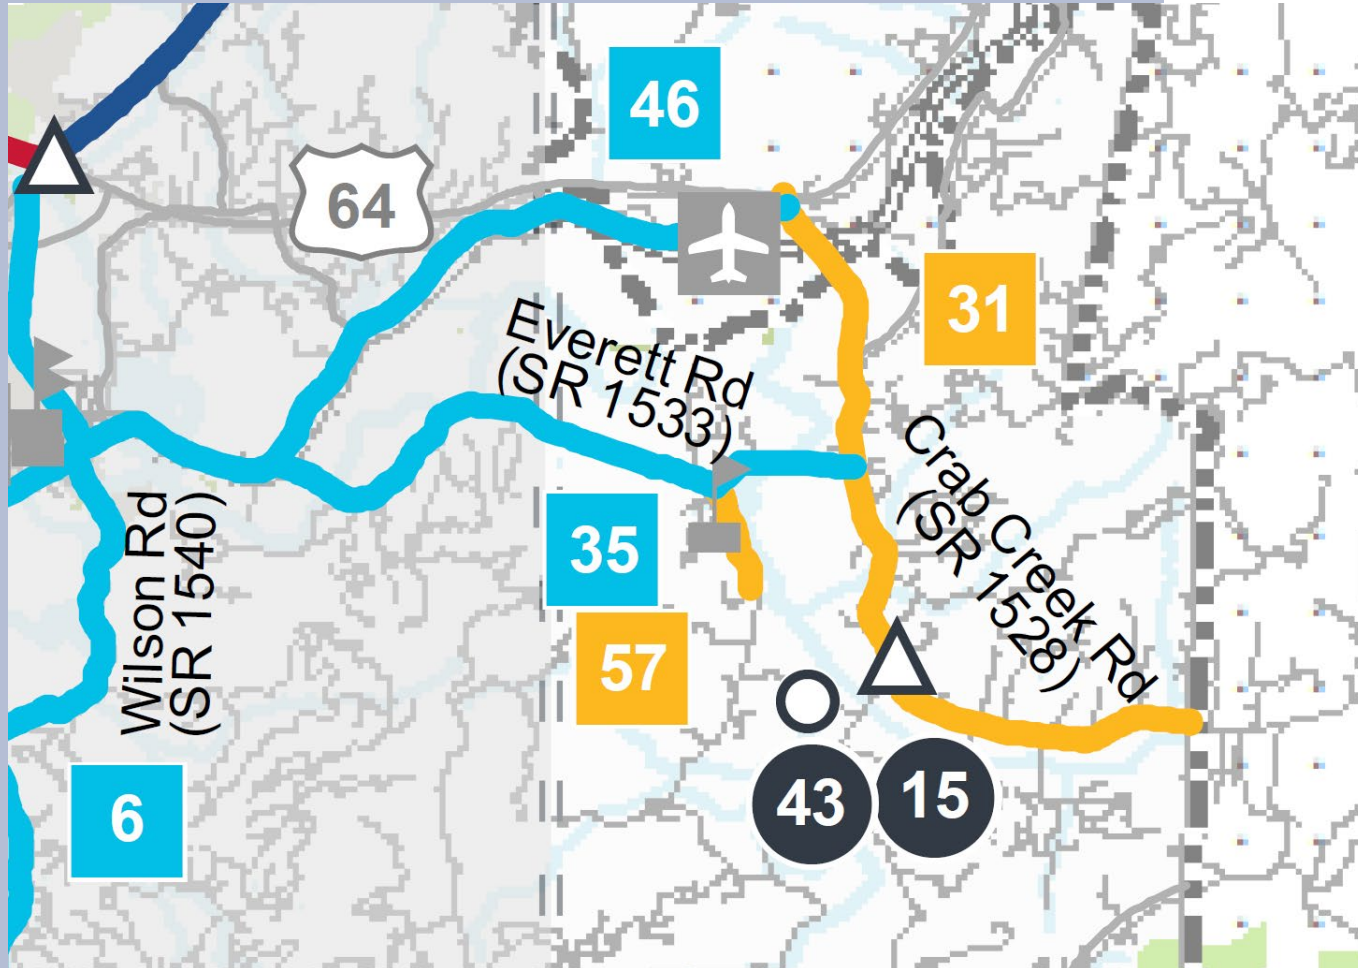 46
64
31
Everett Rd
(SR 1533)
Crab Creek Rd
(SR 1528)
Wilson Rd
(SR 1540)
35
57
6
43
15